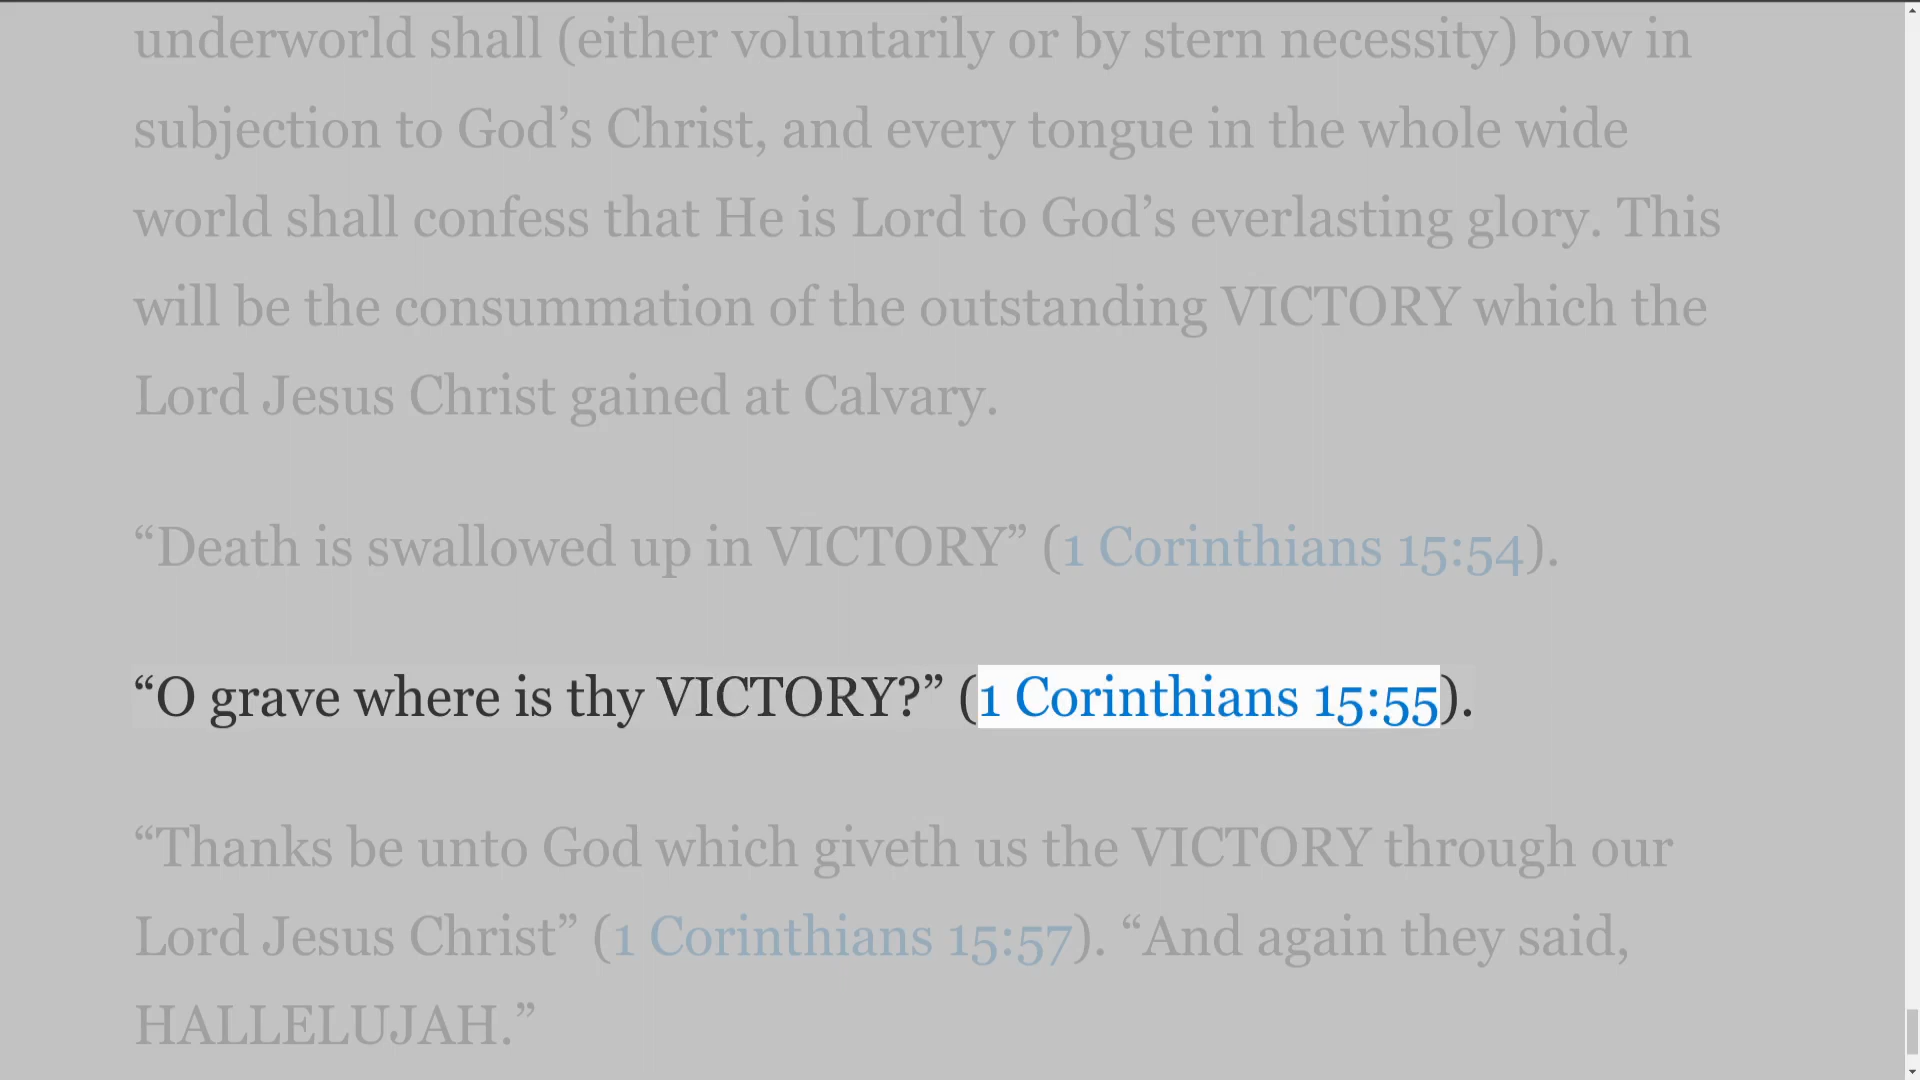 underworld shall (either voluntarily or by stern necessity) bow in
subjection to God’s Christ, and every tongue in the whole wide
world shall confess that He is Lord to God’s everlasting glory. This
will be the consummation of the outstanding VICTORY which the
Lord Jesus Christ gained at Calvary.
“Death is swallowed up in VICTORY” (1 Corinthians 15:54).
“O grave where is thy VICTORY?” (1 Corinthians 15:55).
“Thanks be unto God which giveth us the VICTORY through our
Lord Jesus Christ” (1 Corinthians 15:57). “And again they said,
HALLELUJAH.”